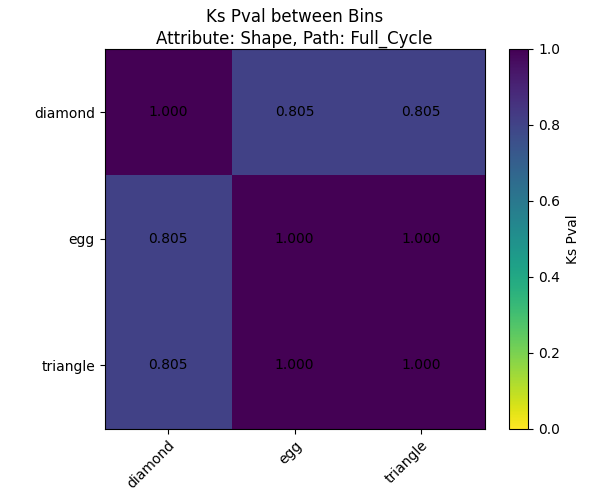 Ks Pval between Bins
Attribute: Shape, Path: Full_Cycle
diamond 1.000 0.805 0.805
egg 0.805 1.000 1.000
triangle 0.805 1.000 1.000
diamond egg triangle
1.0
0.8
0.6
0.4
0.2
0.0
Ks Pval